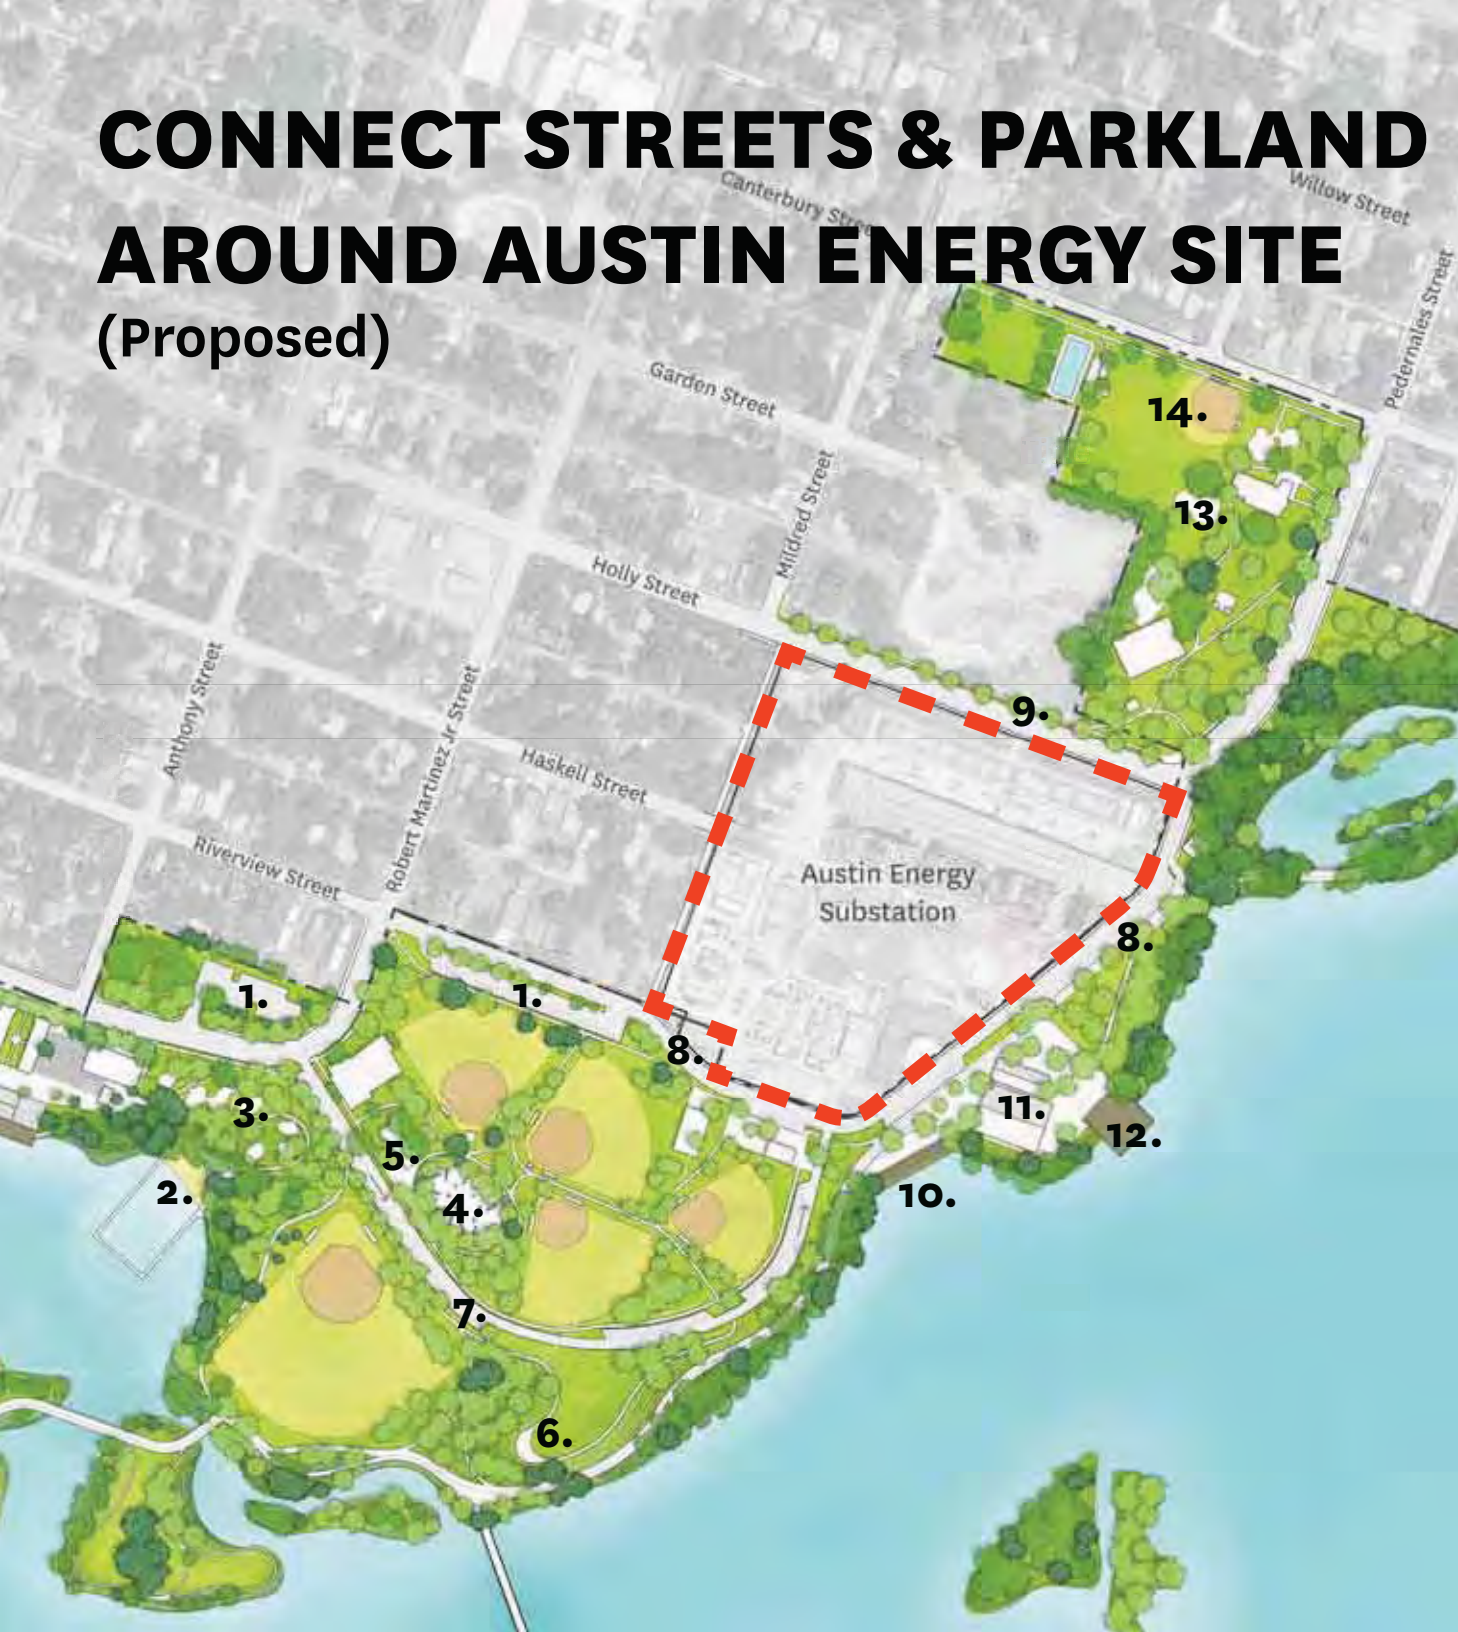 CONNECT STREETS & PARKLAND
Canterbury Street
Willow Street
AROUND AUSTIN ENERGY SITE
(Proposed)
Pedernales Street
Garden Street
14.
Mildred Street
13.
Holly Street
9.
Anthony Street
Robert Martinez Jr Street
Haskell Street
Riverview Street
Austin Energy
Substation
8.
1.
1.
8.
3.
11.
12.
5.
2.
4.
10.
7.
6.